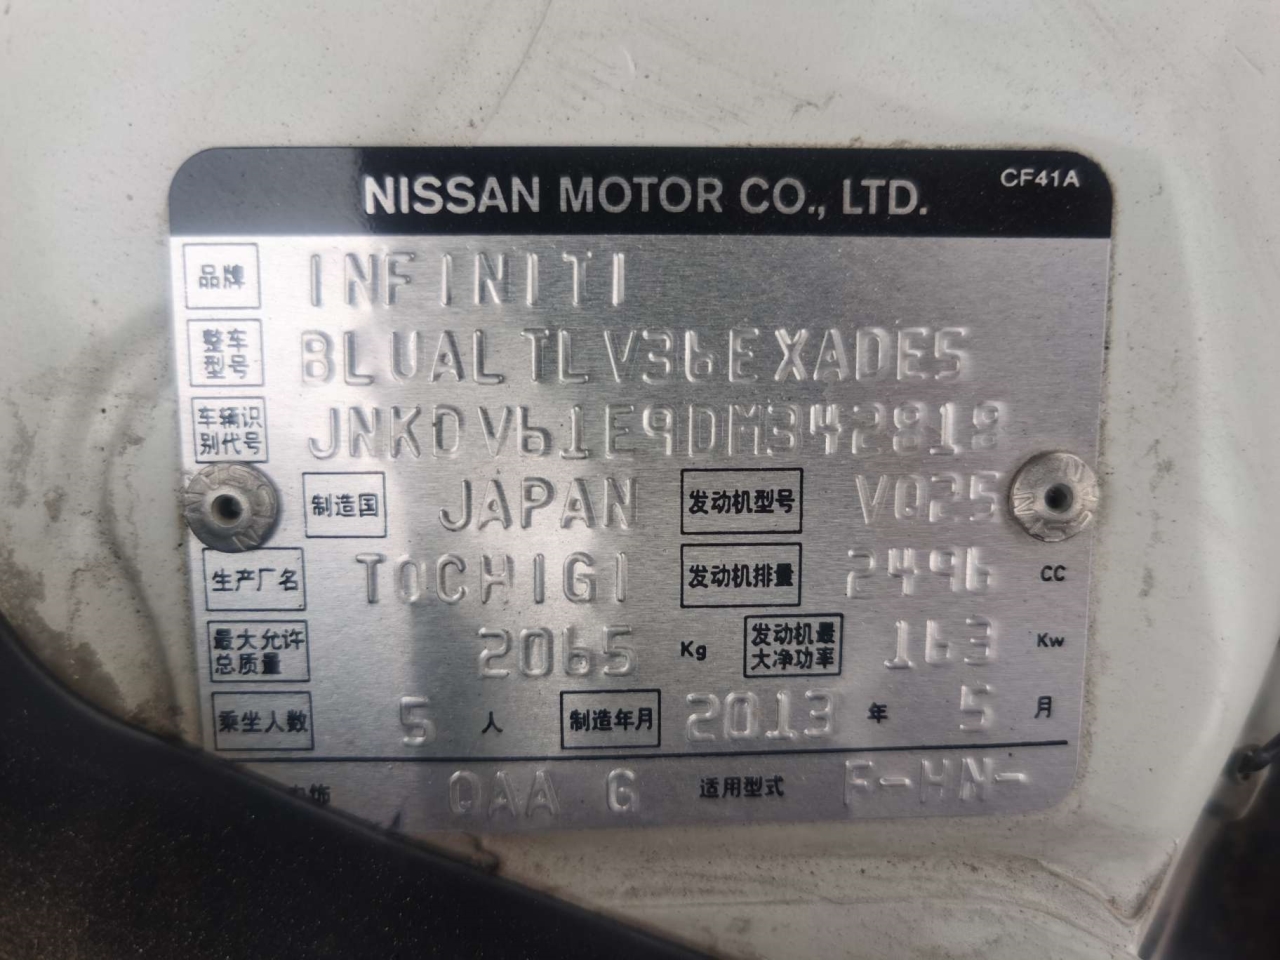 NISSAN MOTOR CO., LTD. CF41A
品牌 INFINITI
整车型号 BLUALTLV36EXADE5
车辆识别代号 JNK0V61E9DM342818
制造国 JAPAN 发动机型号 VQ25
生产厂名 TOCHIGI 发动机排量 2496 CC
最大允许总质量 2065 Kg 发动机最大净功率 163 Kw
乘坐人数 5 人 制造年月 2013 年 5 月
饰 QAA G 适用型式 F-HN-